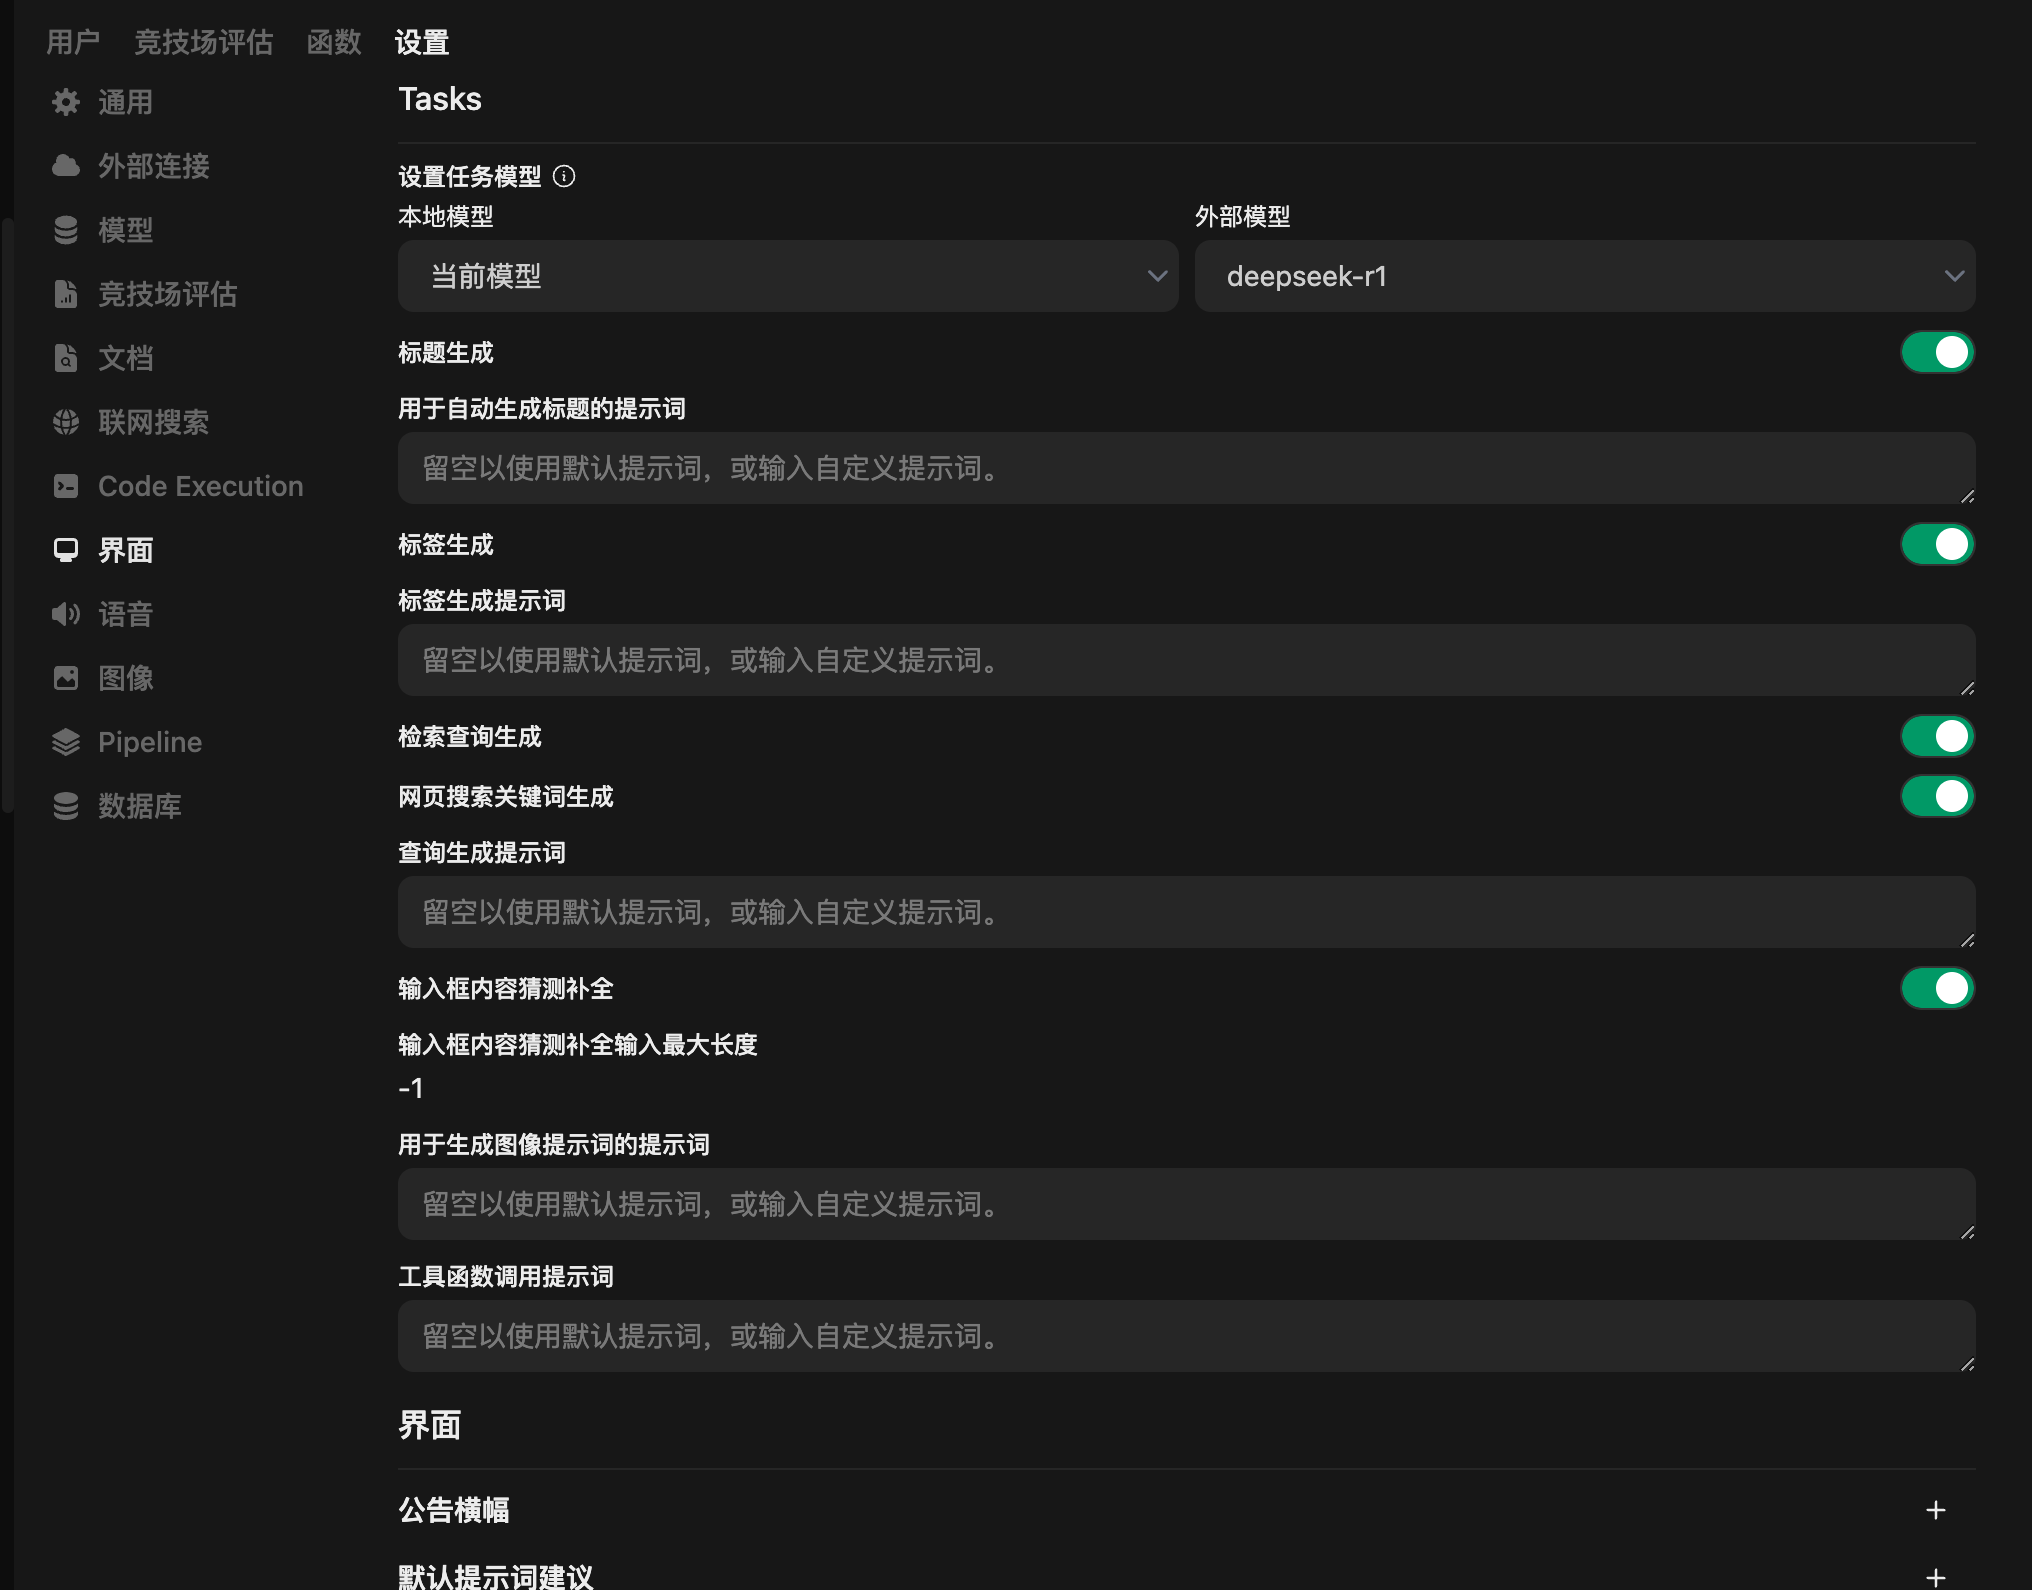 用户 竞技场评估 函数 设置
通用
外部连接
模型
竞技场评估
文档
联网搜索
Code Execution
界面
语音
图像
Pipeline
数据库
Tasks
设置任务模型
本地模型 外部模型
当前模型 deepseek-r1
标题生成
用于自动生成标题的提示词
留空以使用默认提示词，或输入自定义提示词。
标签生成
标签生成提示词
留空以使用默认提示词，或输入自定义提示词。
检索查询生成
网页搜索关键词生成
查询生成提示词
留空以使用默认提示词，或输入自定义提示词。
输入框内容猜测补全
输入框内容猜测补全输入最大长度
-1
用于生成图像提示词的提示词
留空以使用默认提示词，或输入自定义提示词。
工具函数调用提示词
留空以使用默认提示词，或输入自定义提示词。
界面
公告横幅 +
默认提示词建议 +